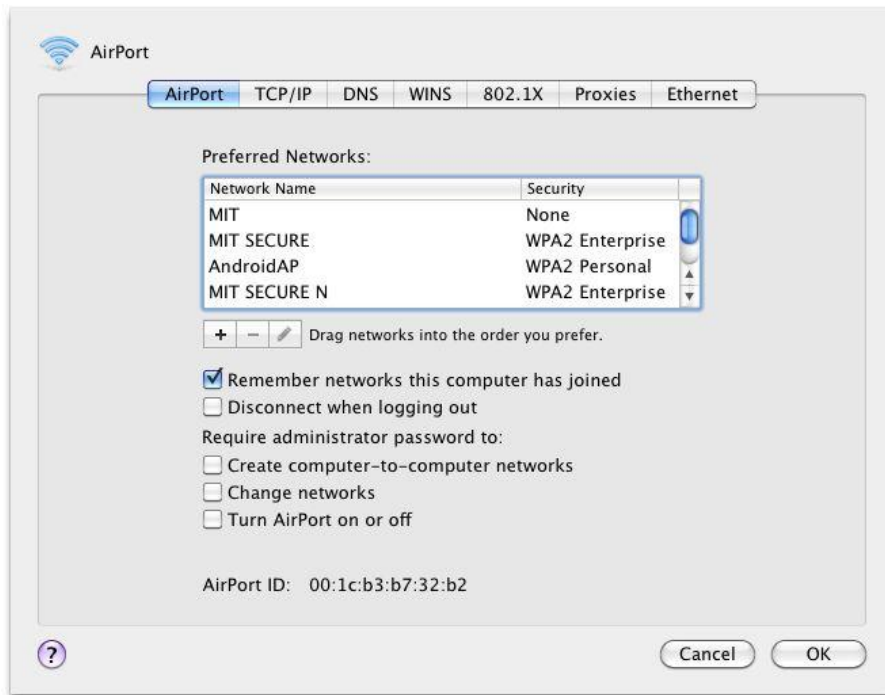 AirPort
AirPort TCP/IP DNS WINS 802.1X Proxies Ethernet
Preferred Networks:
Network Name Security
MIT None
MIT SECURE WPA2 Enterprise
AndroidAP WPA2 Personal
MIT SECURE N WPA2 Enterprise
+ − Drag networks into the order you prefer.
Remember networks this computer has joined
Disconnect when logging out
Require administrator password to:
Create computer-to-computer networks
Change networks
Turn AirPort on or off
AirPort ID: 00:1c:b3:b7:32:b2
? Cancel OK